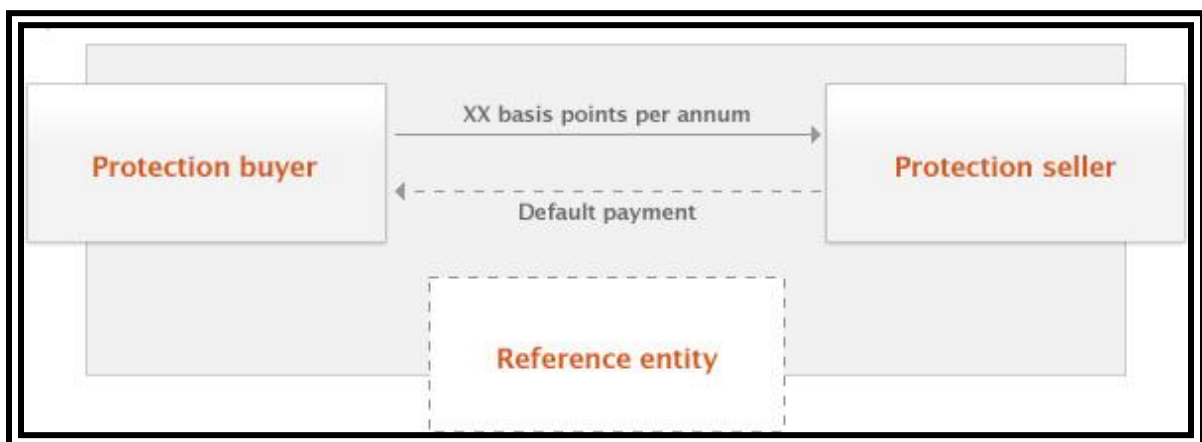 XX basis points per annum
Protection buyer
Protection seller
Default payment
Reference entity